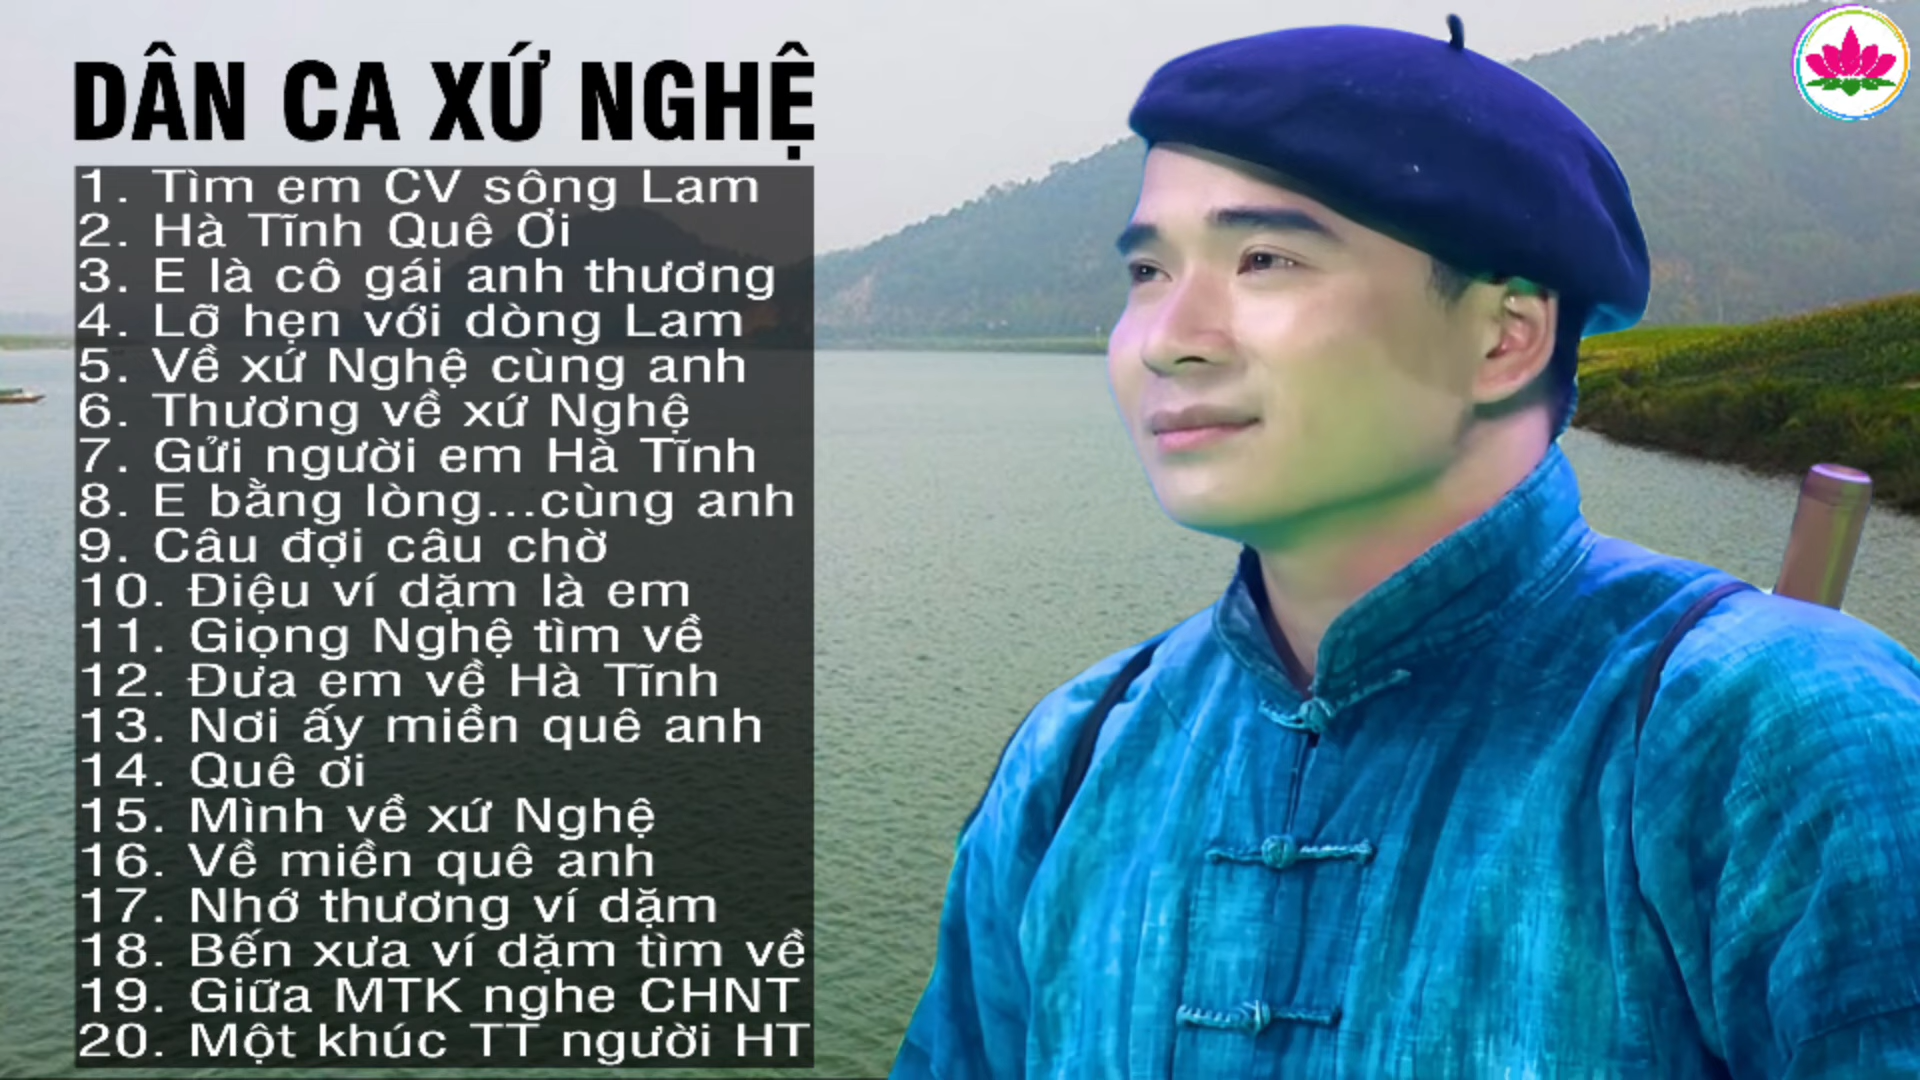 DÂN CA XỨ NGHỆ
1. Tìm em CV sông Lam
2. Hà Tĩnh Quê Ơi
3. E là cô gái anh thương
4. Lỡ hẹn với dòng Lam
5. Về xứ Nghệ cùng anh
6. Thương về xứ Nghệ
7. Gửi người em Hà Tĩnh
8. E bằng lòng...cùng anh
9. Câu đợi câu chờ
10. Điệu ví dặm là em
11. Giọng Nghệ tìm về
12. Đưa em về Hà Tĩnh
13. Nơi ấy miền quê anh
14. Quê ơi
15. Mình về xứ Nghệ
16. Về miền quê anh
17. Nhớ thương ví dặm
18. Bến xưa ví dặm tìm về
19. Giữa MTK nghe CHNT
20. Một khúc TT người HT